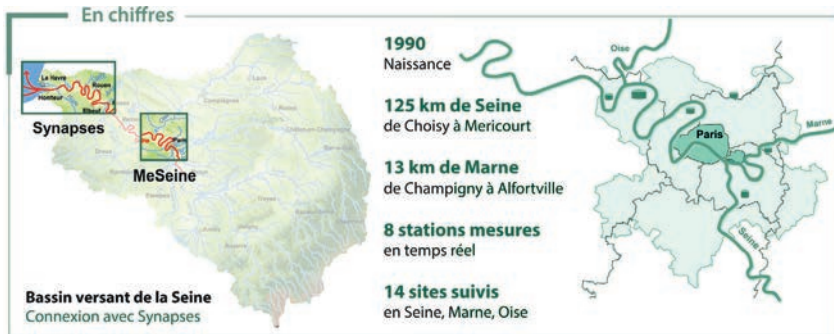 En chiffres
Le Havre
Honfleur
Rouen
Elbeuf
Synapses
MeSeine
Bassin versant de la Seine
Connexion avec Synapses
1990
Naissance
125 km de Seine
de Choisy à Mericourt
13 km de Marne
de Champigny à Alfortville
8 stations mesures
en temps réel
14 sites suivis
en Seine, Marne, Oise
Oise
Paris
Marne
Seine